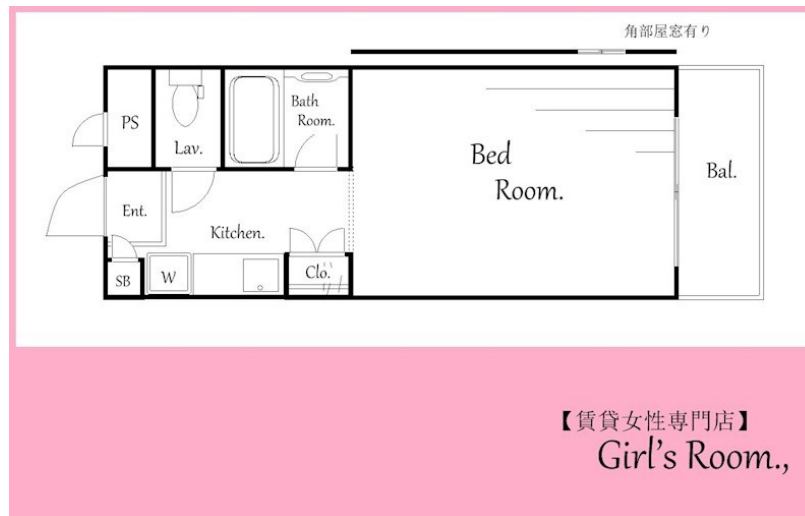 角部屋窓有り
PS
Lav.
Bath
Room.
Bed
Room.
Bal.
Ent.
Kitchen.
SB
W
Clo.
【賃貸女性専門店】
Girl's Room.,